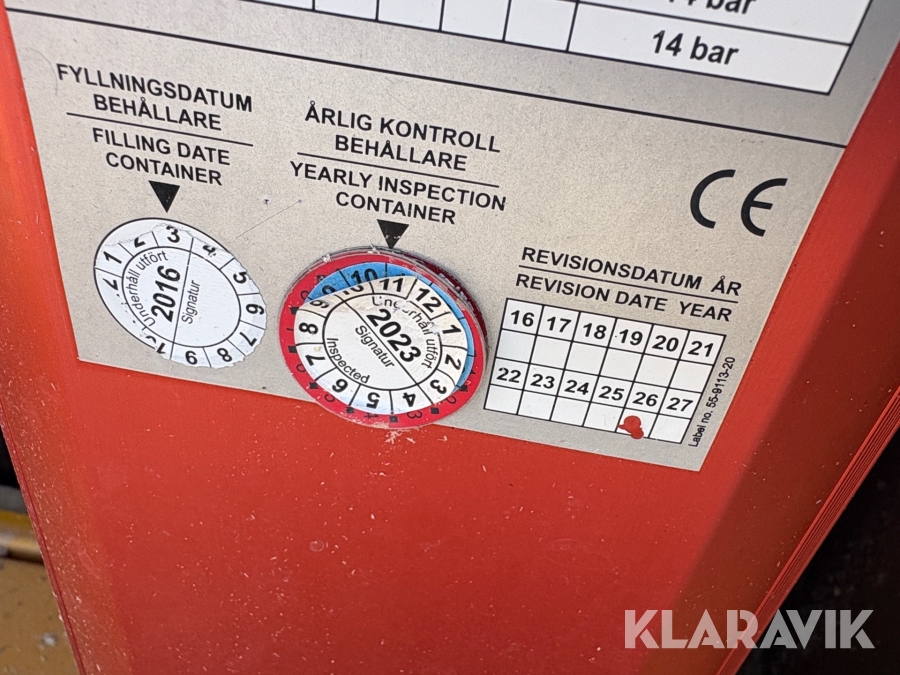 14 bar
14 bar
FYLLNINGSDATUM
BEHÅLLARE
FILLING DATE
CONTAINER
ÅRLIG KONTROLL
BEHÅLLARE
YEARLY INSPECTION
CONTAINER
CE
1 2 3 4 5 6 7 8 9
Underhåll utfört
2016
Signatur
9 10
11 12 1 2 3 4 5 6 7 8
Underhåll utfört
2023
Signatur
Inspected
REVISIONSDATUM ÅR
REVISION DATE YEAR
16 17 18 19 20 21
22 23 24 25 26 27
Label no. 55-9113-20
KLARAVIK